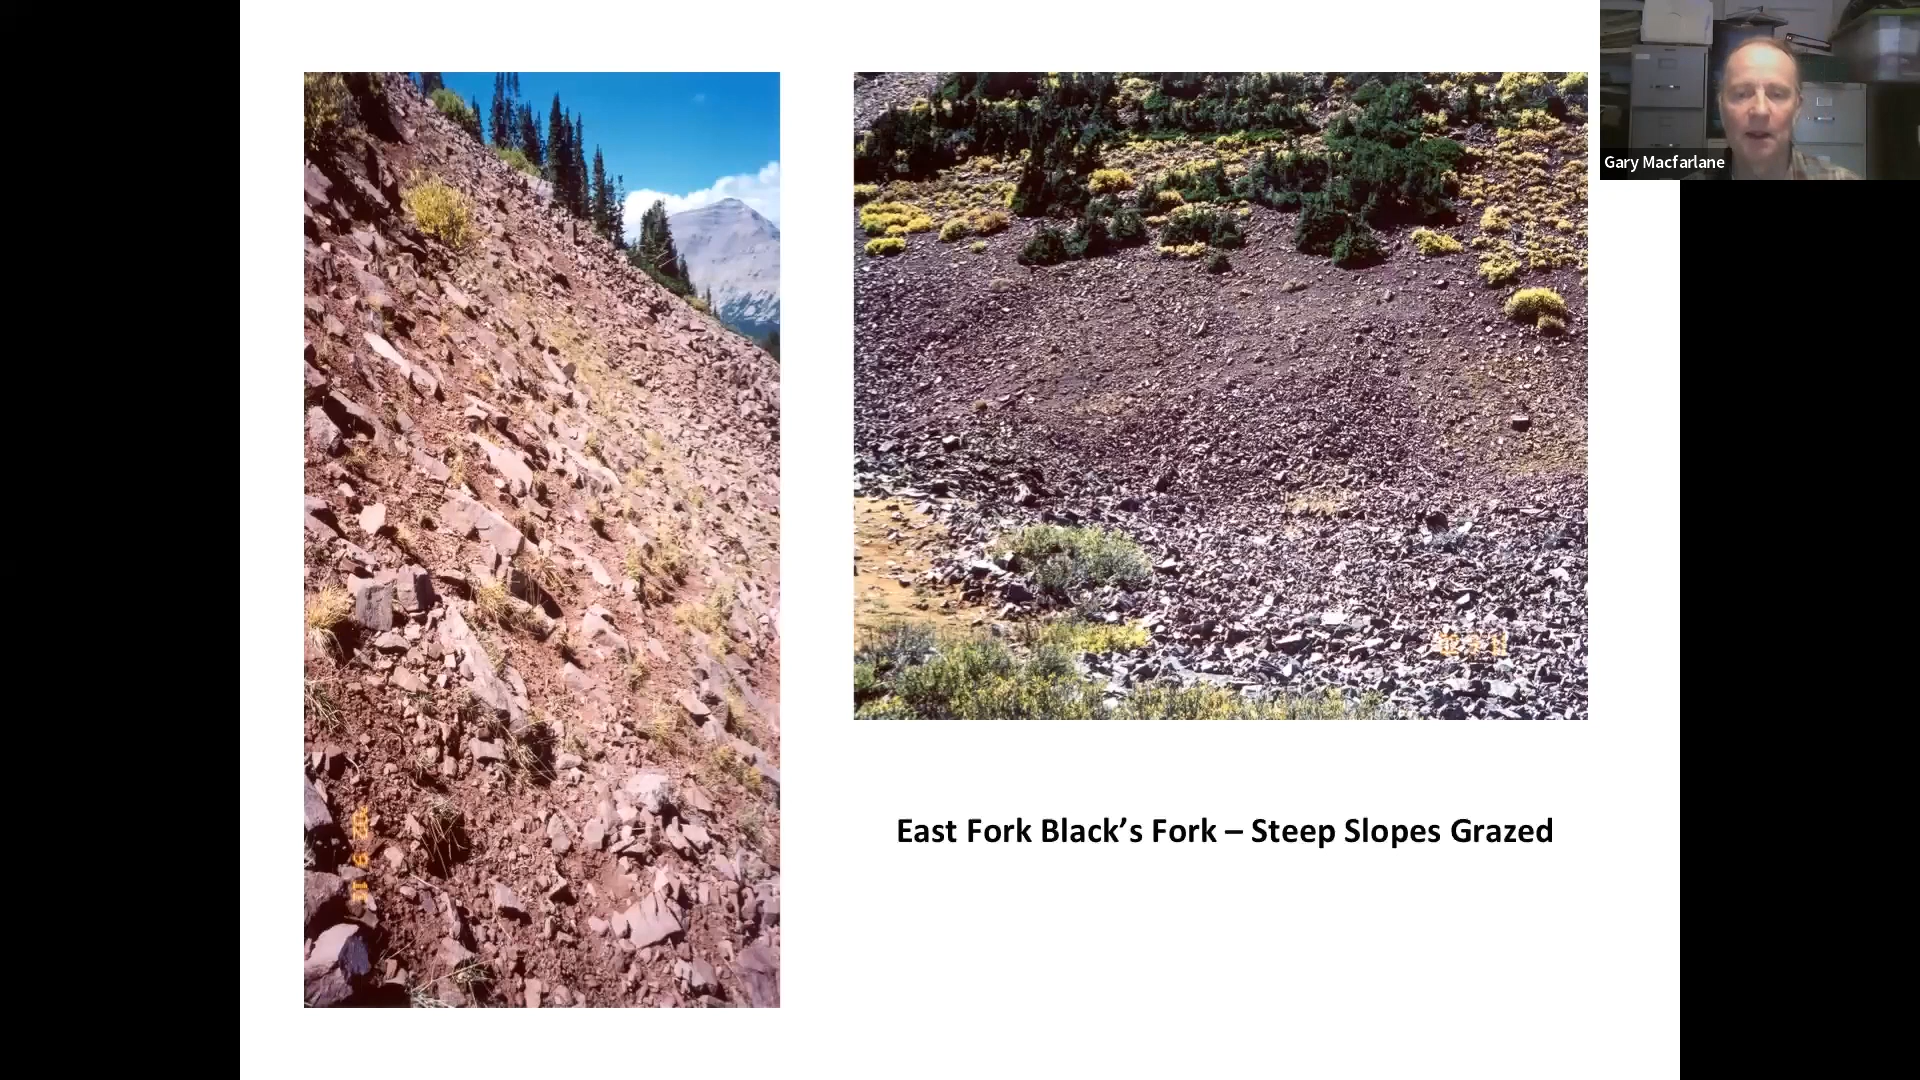 Gary Macfarlane
East Fork Black’s Fork – Steep Slopes Grazed